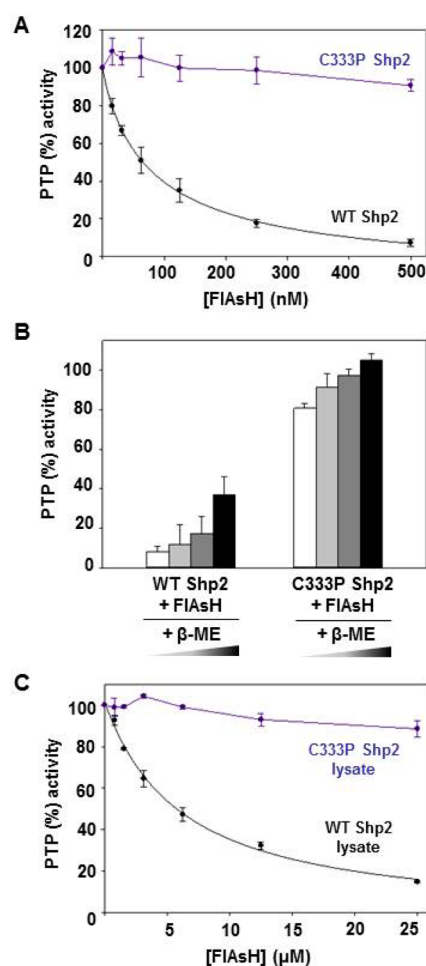 A
120
100
80
60
40
20
0
PTP (%) activity
C333P Shp2
WT Shp2
100
200
300
400
500
[FlAsH] (nM)
B
100
80
60
40
20
0
PTP (%) activity
WT Shp2
+ FlAsH
+ β-ME
C333P Shp2
+ FlAsH
+ β-ME
C
100
80
60
40
20
0
PTP (%) activity
C333P Shp2
lysate
WT Shp2
lysate
5
10
15
20
25
[FlAsH] (μM)